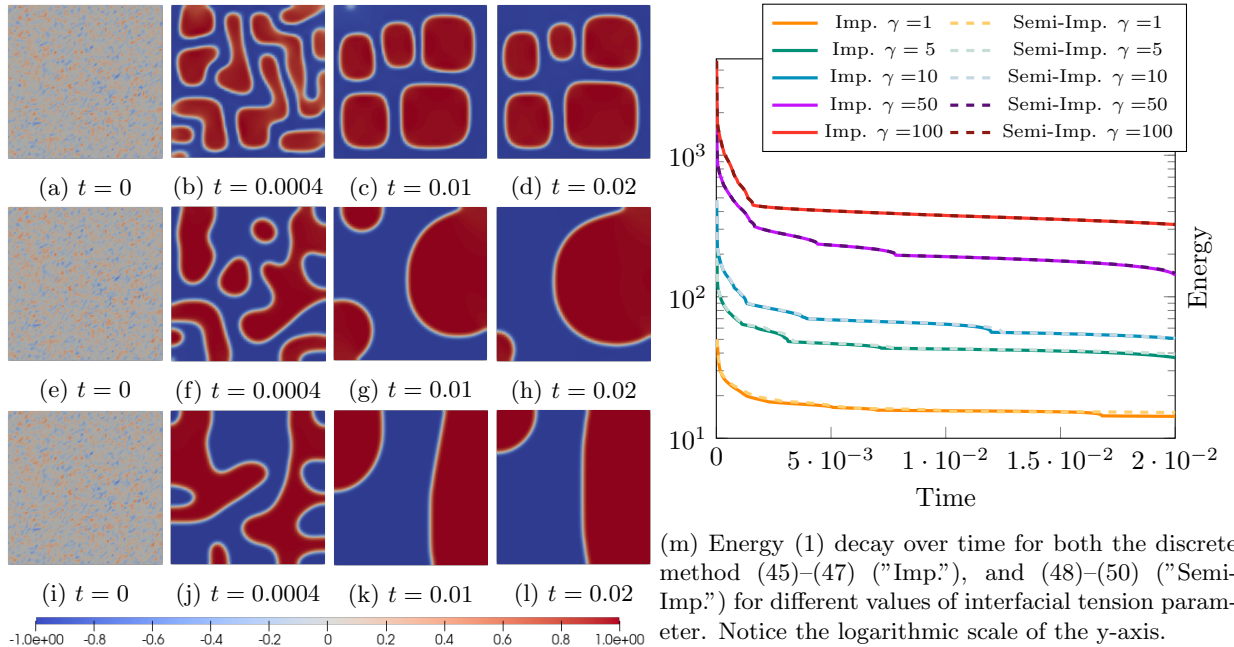 (a) t = 0 (b) t = 0.0004 (c) t = 0.01 (d) t = 0.02
(e) t = 0 (f) t = 0.0004 (g) t = 0.01 (h) t = 0.02
(i) t = 0 (j) t = 0.0004 (k) t = 0.01 (l) t = 0.02
-1.0e+00 -0.8 -0.6 -0.4 -0.2 0 0.2 0.4 0.6 0.8 1.0e+00
Imp. γ =1 Semi-Imp. γ =1
Imp. γ = 5 Semi-Imp. γ =5
Imp. γ =10 Semi-Imp. γ =10
Imp. γ =50 Semi-Imp. γ =50
Imp. γ =100 Semi-Imp. γ =100
10³
10²
10¹
Energy
0 5 · 10⁻³ 1 · 10⁻² 1.5 · 10⁻² 2 · 10⁻²
Time
(m) Energy (1) decay over time for both the discrete
method (45)–(47) ("Imp."), and (48)–(50) ("Semi-
Imp.") for different values of interfacial tension param-
eter. Notice the logarithmic scale of the y-axis.